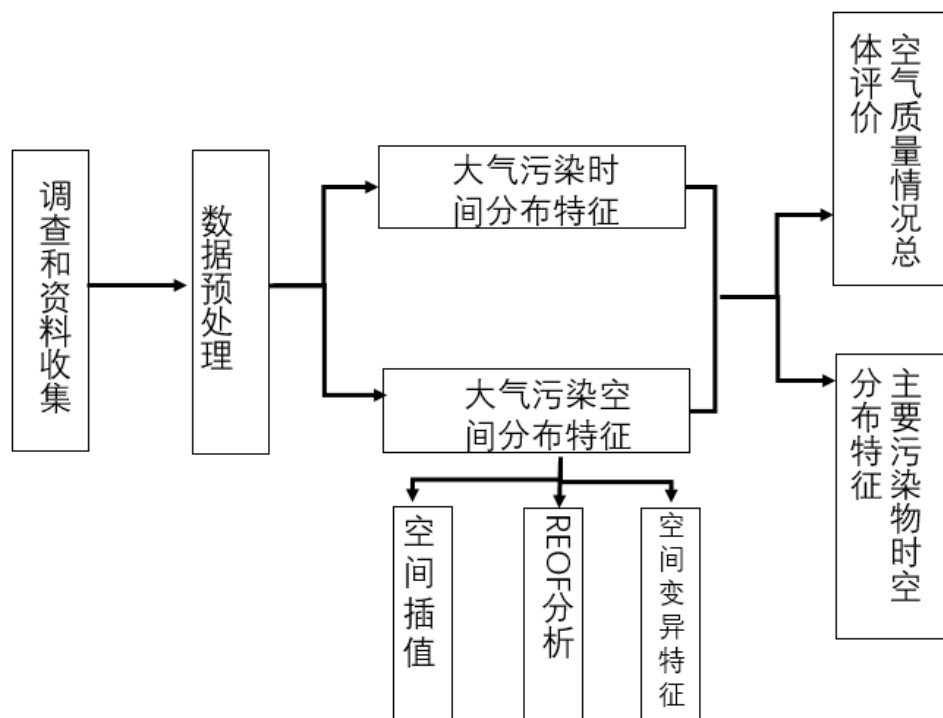 调查和资料收集
数据预处理
大气污染时
间分布特征
大气污染空
间分布特征
空间插值
REOF分析
空间变异特征
空气质量情况总
体评价
主要污染物时空
分布特征